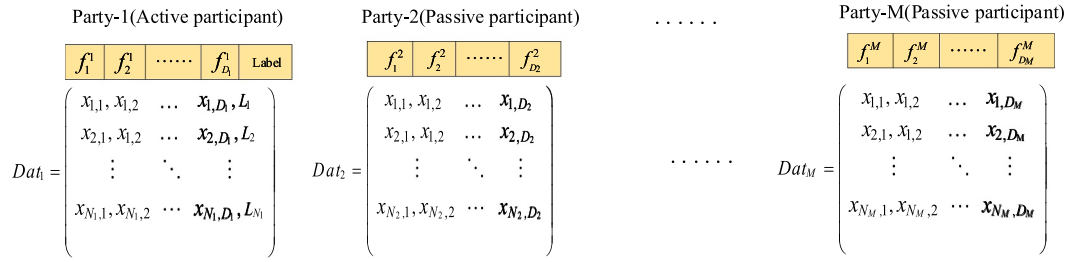 Party-1(Active participant) Party-2(Passive participant) ...... Party-M(Passive participant)
f_1^1 f_2^1 ...... f_{D_1}^1 Label f_1^2 f_2^2 ...... f_{D_2}^2 f_1^M f_2^M ...... f_{D_M}^M
x_{1,1}, x_{1,2} ... x_{1,D_1}, L_1 x_{1,1}, x_{1,2} ... x_{1,D_2} x_{1,1}, x_{1,2} ... x_{1,D_M}
x_{2,1}, x_{1,2} ... x_{2,D_1}, L_2 x_{2,1}, x_{1,2} ... x_{2,D_2} x_{2,1}, x_{1,2} ... x_{2,D_M}
Dat_1 = ⋮ ⋱ ⋮ Dat_2 = ⋮ ⋱ ⋮ ...... Dat_M = ⋮ ⋱ ⋮
x_{N_1,1}, x_{N_1,2} ... x_{N_1,D_1}, L_{N_1} x_{N_2,1}, x_{N_2,2} ... x_{N_2,D_2} x_{N_M,1}, x_{N_M,2} ... x_{N_M,D_M}